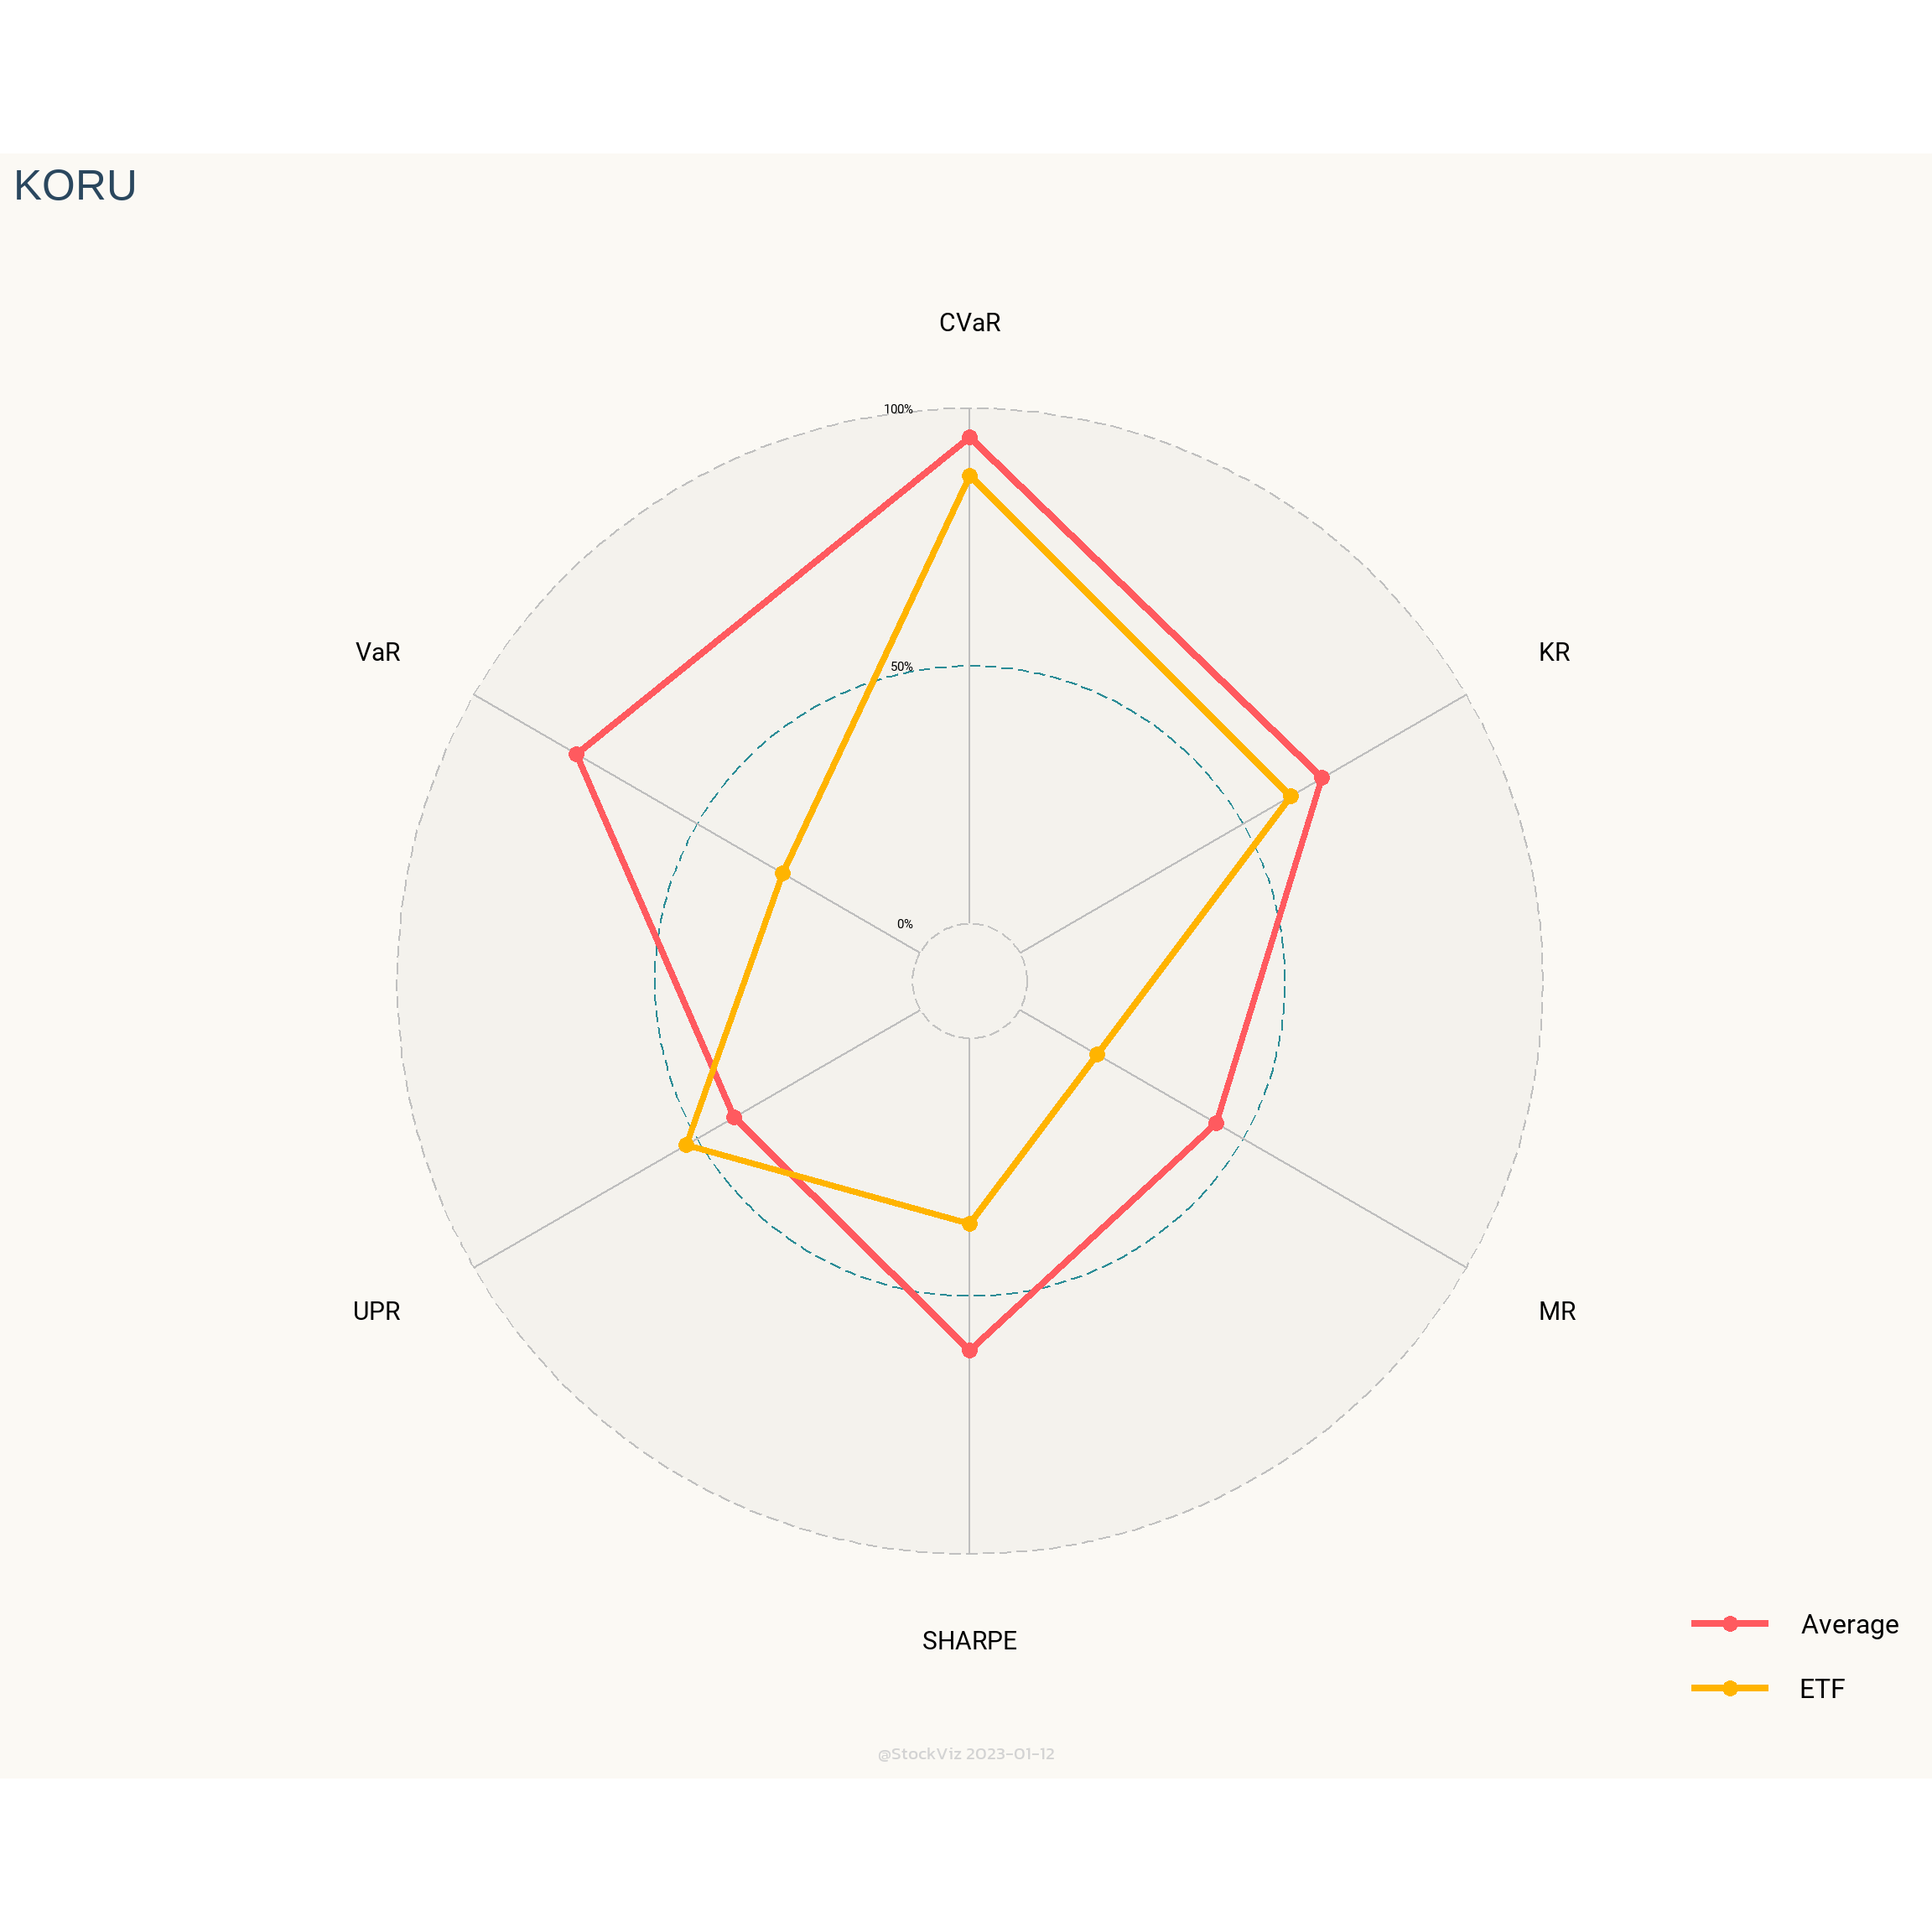 KORU
CVaR
100%
VaR
KR
50%
0%
UPR
MR
SHARPE
Average
ETF
@StockViz 2023-01-12